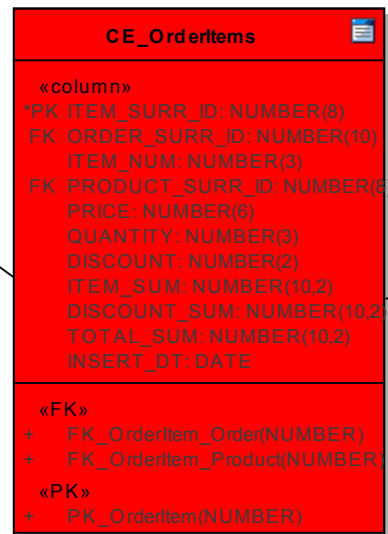 CE_OrderItems
«column»
*PK ITEM_SURR_ID: NUMBER(8)
FK ORDER_SURR_ID: NUMBER(10)
ITEM_NUM: NUMBER(3)
FK PRODUCT_SURR_ID: NUMBER(8
PRICE: NUMBER(6)
QUANTITY: NUMBER(3)
DISCOUNT: NUMBER(2)
ITEM_SUM: NUMBER(10,2)
DISCOUNT_SUM: NUMBER(10,2)
TOTAL_SUM: NUMBER(10,2)
INSERT_DT: DATE
«FK»
+ FK_OrderItem_Order(NUMBER)
+ FK_OrderItem_Product(NUMBER)
«PK»
+ PK_OrderItem(NUMBER)